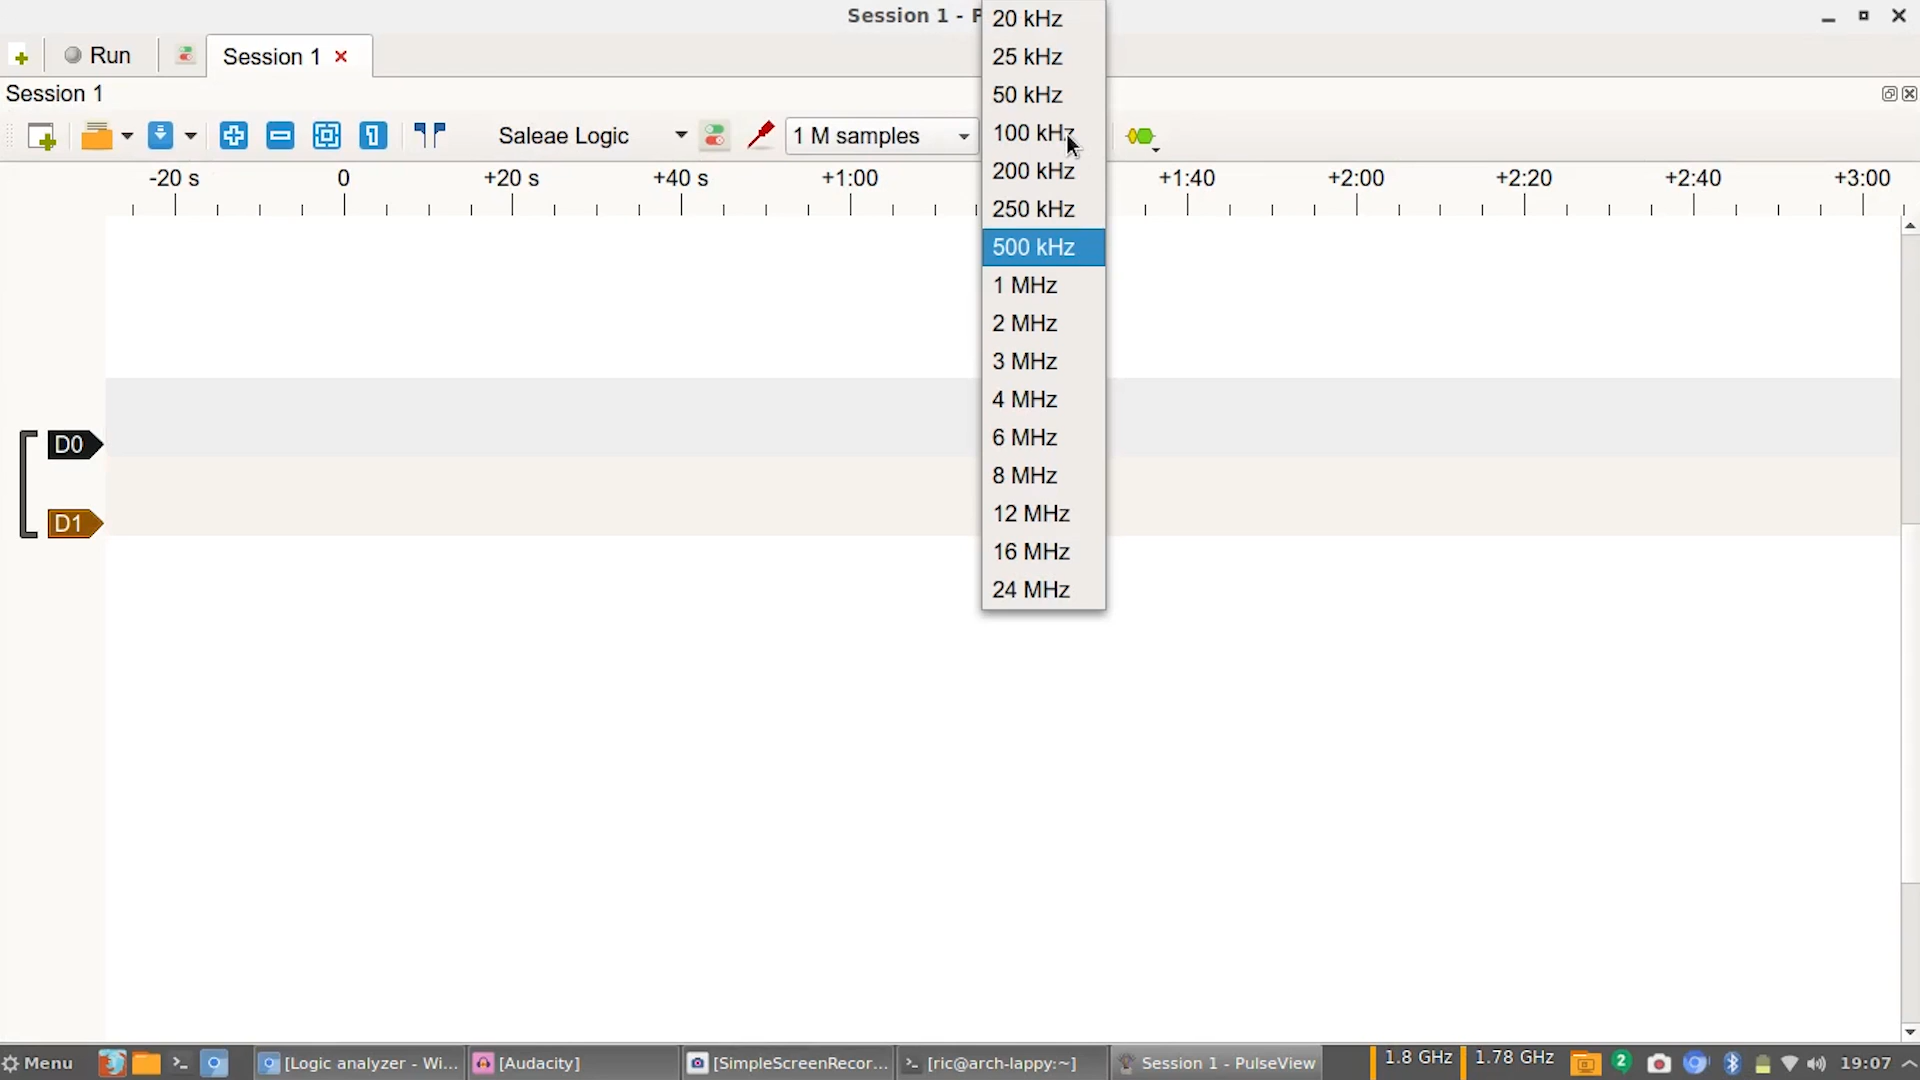 Session 1 - P
Run
Session 1
Session 1
Saleae Logic
1 M samples
-20 s
0
+20 s
+40 s
+1:00
+1:40
+2:00
+2:20
+2:40
+3:00
20 kHz
25 kHz
50 kHz
100 kHz
200 kHz
250 kHz
500 kHz
1 MHz
2 MHz
3 MHz
4 MHz
6 MHz
8 MHz
12 MHz
16 MHz
24 MHz
D0
D1
Menu
[Logic analyzer - Wi...
[Audacity]
[SimpleScreenRecor...
[ric@arch-lappy:~]
Session 1 - PulseView
1.8 GHz
1.78 GHz
2
19:07